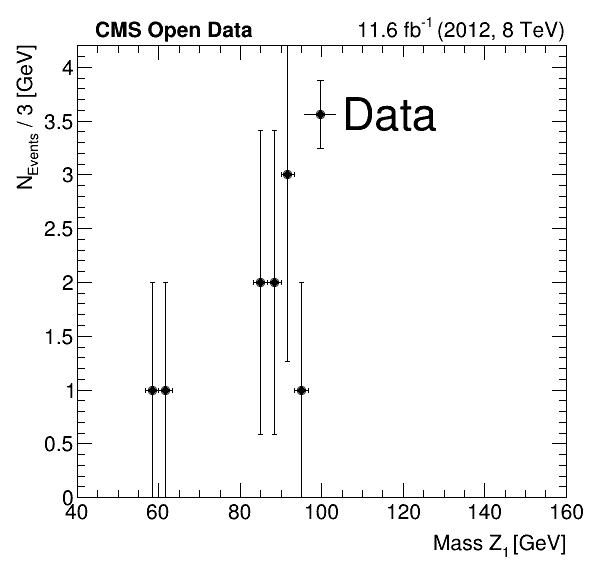 CMS Open Data 11.6 fb⁻¹ (2012, 8 TeV)
N_Events / 3 [GeV]
4
3.5
3
2.5
2
1.5
1
0.5
0
Data
40 60 80 100 120 140 160
Mass Z₁ [GeV]